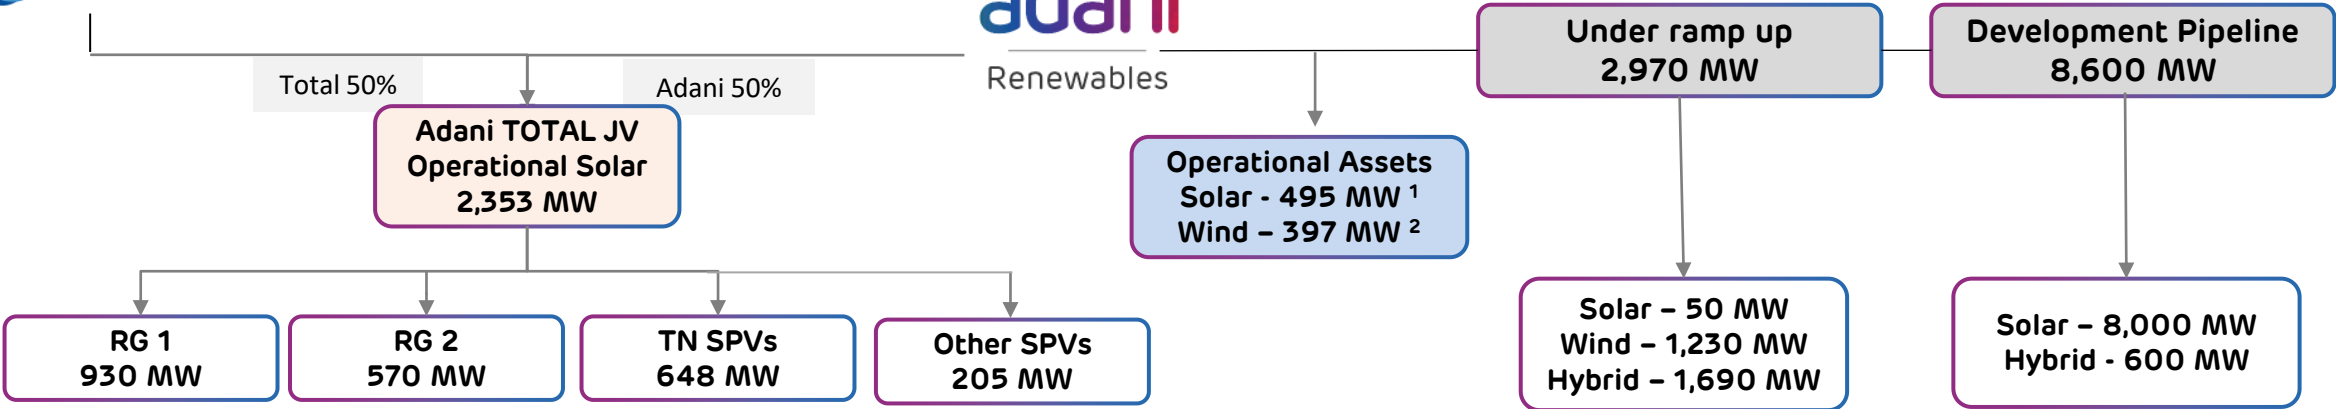 adani
Renewables
Total 50%
Adani 50%
Adani TOTAL JV
Operational Solar
2,353 MW
RG 1
930 MW
RG 2
570 MW
TN SPVs
648 MW
Other SPVs
205 MW
Operational Assets
Solar - 495 MW ¹
Wind – 397 MW ²
Under ramp up
2,970 MW
Solar – 50 MW
Wind – 1,230 MW
Hybrid – 1,690 MW
Development Pipeline
8,600 MW
Solar – 8,000 MW
Hybrid - 600 MW